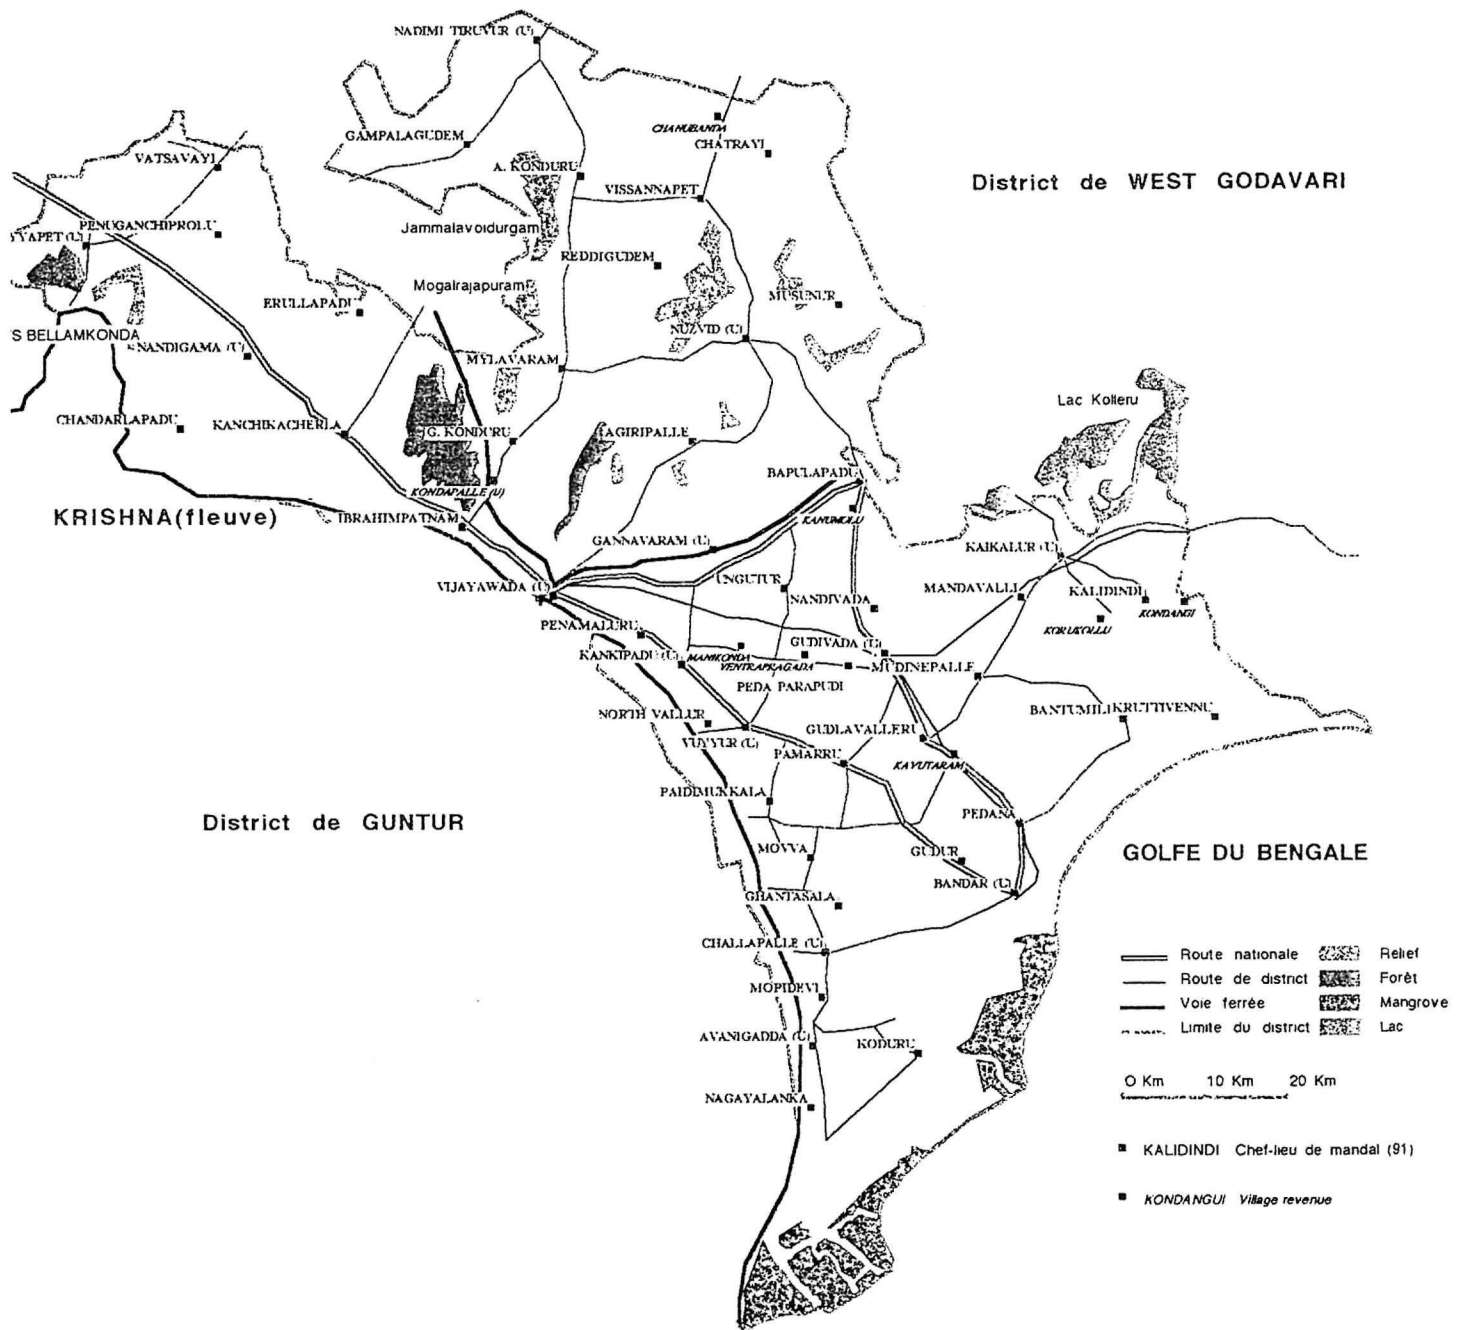 NADIMI TIRUVUR (U)
CHANUBANDA
GAMPALAGUDEM
CHATRAYI
VATSAVAYI
A. KONDURU
District de WEST GODAVARI
VISSANNAPET
PENUGANCHIPROLU
Jammalavoidurgam
YYAPET (U)
REDDIGUDEM
Mogalrajapuram
ERULLAPADU
MUSUNUR
S BELLAMKONDA
NUZVID (U)
NANDIGAMA (U)
MYLAVARAM
Lac Kolleru
CHANDARLAPADU
KANCHIKACHERLA
G. KONDURU
AGIRIPALLE
BAPULAPADU
KONDAPALLE (U)
KRISHNA(fleuve)
IBRAHIMPATNAM
KANUMOLU
GANNAVARAM (U)
KAIKALUR (U)
VIJAYAWADA (U)
UNGUTUR
NANDIVADA
MANDAVALLI
KALIDINDI
KONDANGI
KORUKOLLU
PENAMALURU
GUDIVADA (U)
KANKIPADU (U)
MANIKONDA
VENTRAPRAGADA
MUDINEPALLE
PEDA PARAPUDI
NORTH VALLUR
BANTUMILI
KRUTTIVENNU
VUYYUR (U)
GUDLAVALLERU
PAMARRU
KAVUTARAM
PAIDIMUKKALA
PEDANA
District de GUNTUR
MOVVA
GUDUR
GOLFE DU BENGALE
BANDAR (U)
GHANTASALA
CHALLAPALLE (U)
MOPIDEVI
AVANIGADDA (U)
KODURU
NAGAYALANKA
Route nationale
Relief
Route de district
Forêt
Voie ferrée
Mangrove
Limite du district
Lac
O Km 10 Km 20 Km
KALIDINDI Chef-lieu de mandal (91)
KONDANGUI Village revenue